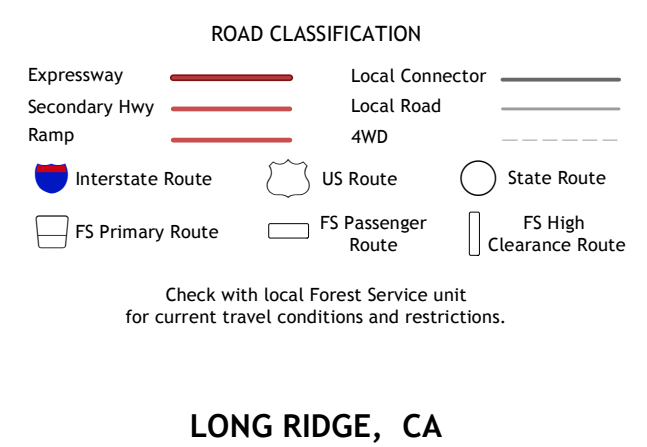 ROAD CLASSIFICATION
Expressway
Local Connector
Secondary Hwy
Local Road
Ramp
4WD
Interstate Route
US Route
State Route
FS Primary Route
FS Passenger
Route
FS High
Clearance Route
Check with local Forest Service unit
for current travel conditions and restrictions.
LONG RIDGE, CA